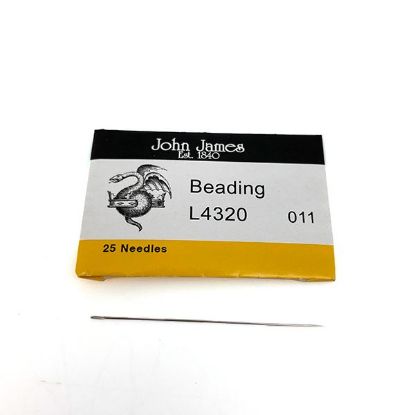 John James
Est. 1840
Beading
L4320 011
25 Needles